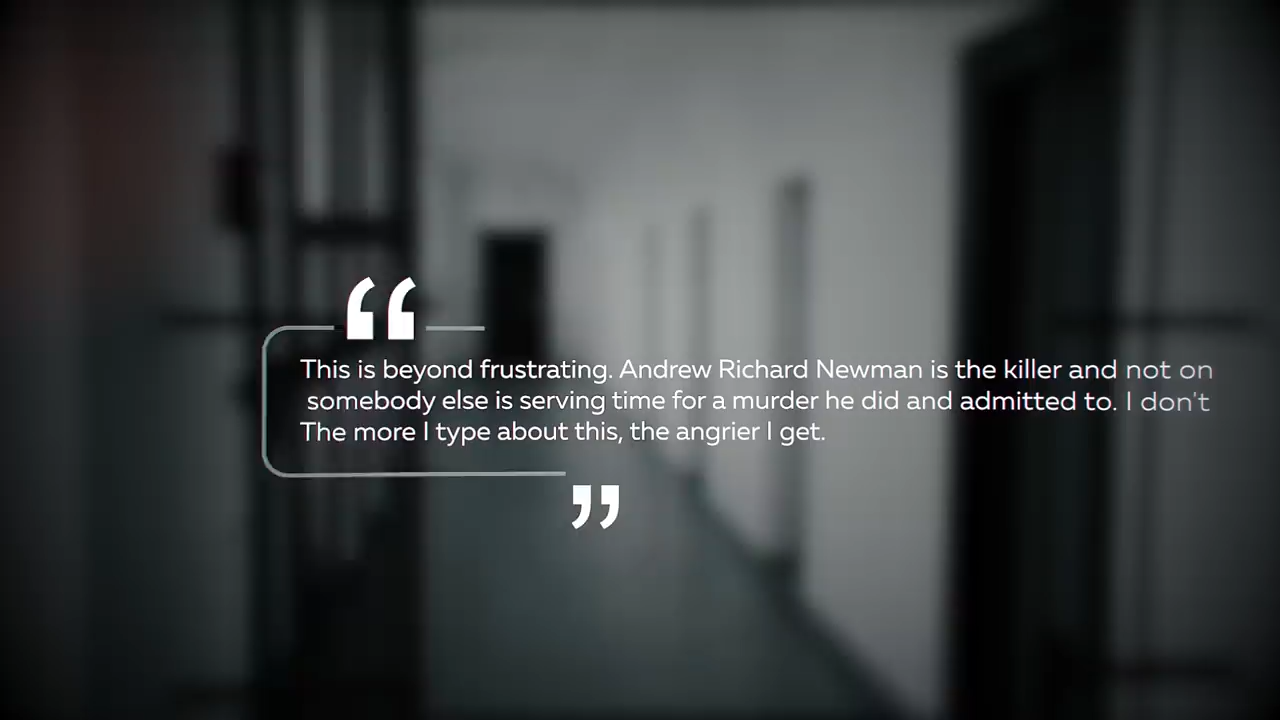 “
This is beyond frustrating. Andrew Richard Newman is the killer and not on
somebody else is serving time for a murder he did and admitted to. I don't
The more I type about this, the angrier I get.
”